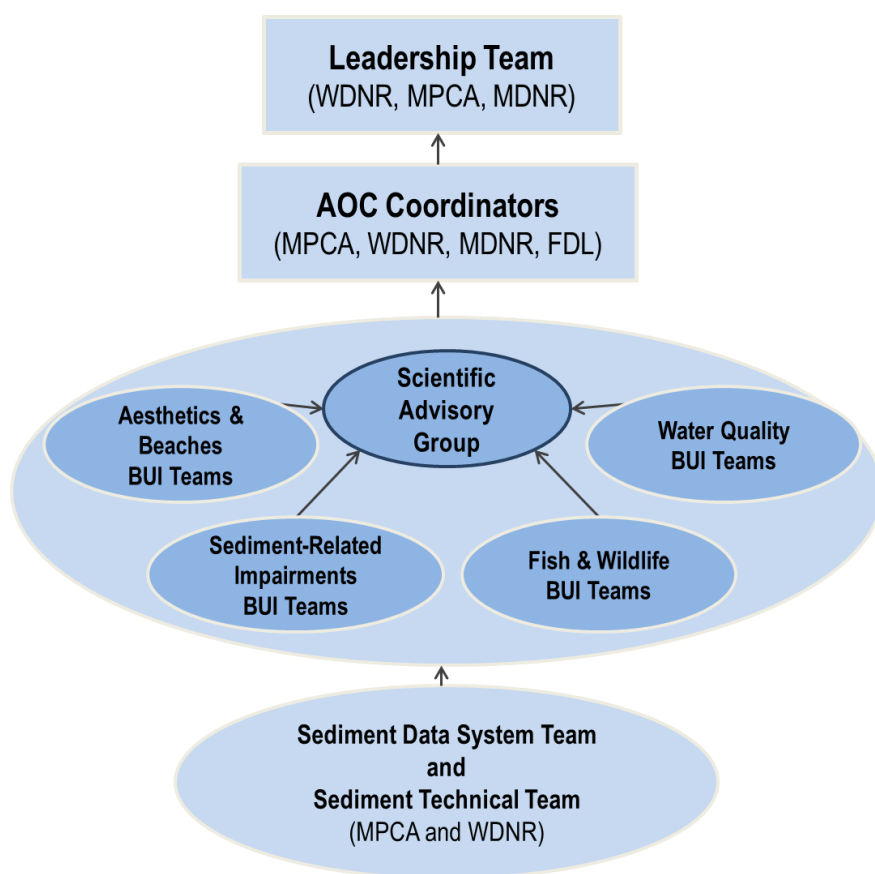 Leadership Team
(WDNR, MPCA, MDNR)
AOC Coordinators
(MPCA, WDNR, MDNR, FDL)
Scientific
Advisory
Group
Aesthetics &
Beaches
BUI Teams
Water Quality
BUI Teams
Sediment-Related
Impairments
BUI Teams
Fish & Wildlife
BUI Teams
Sediment Data System Team
and
Sediment Technical Team
(MPCA and WDNR)